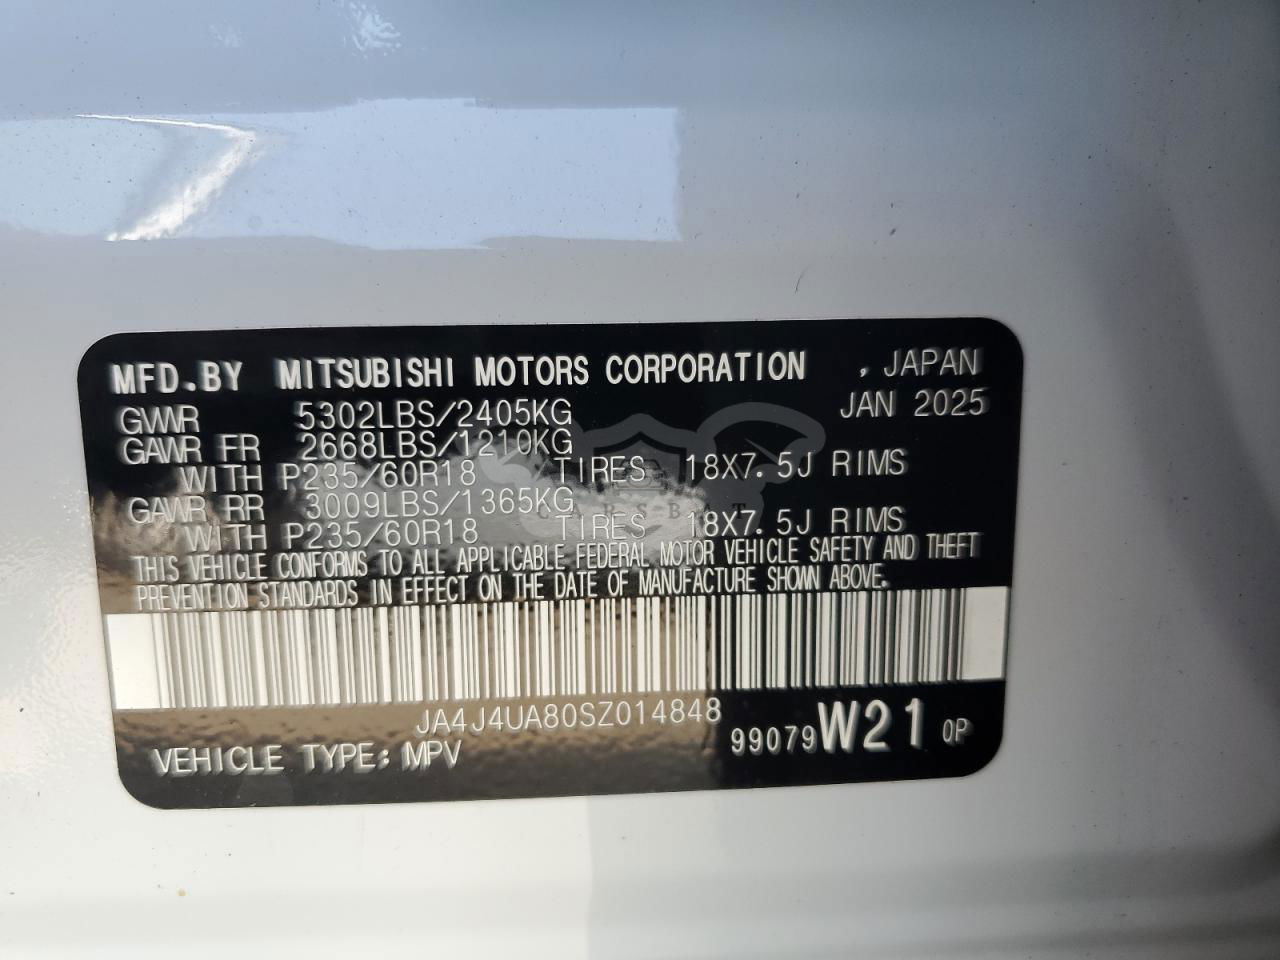 MFD.BY MITSUBISHI MOTORS CORPORATION , JAPAN
GVWR 5302LBS/2405KG JAN 2025
GAWR FR 2668LBS/1210KG
WITH P235/60R18 TIRES 18X7.5J RIMS
GAWR RR 3009LBS/1365KG
WITH P235/60R18 TIRES 18X7.5J RIMS
THIS VEHICLE CONFORMS TO ALL APPLICABLE FEDERAL MOTOR VEHICLE SAFETY AND THEFT
PREVENTION STANDARDS IN EFFECT ON THE DATE OF MANUFACTURE SHOWN ABOVE.
JA4J4UA80SZ014848
99079 W21 0P
VEHICLE TYPE: MPV
CARSBAT